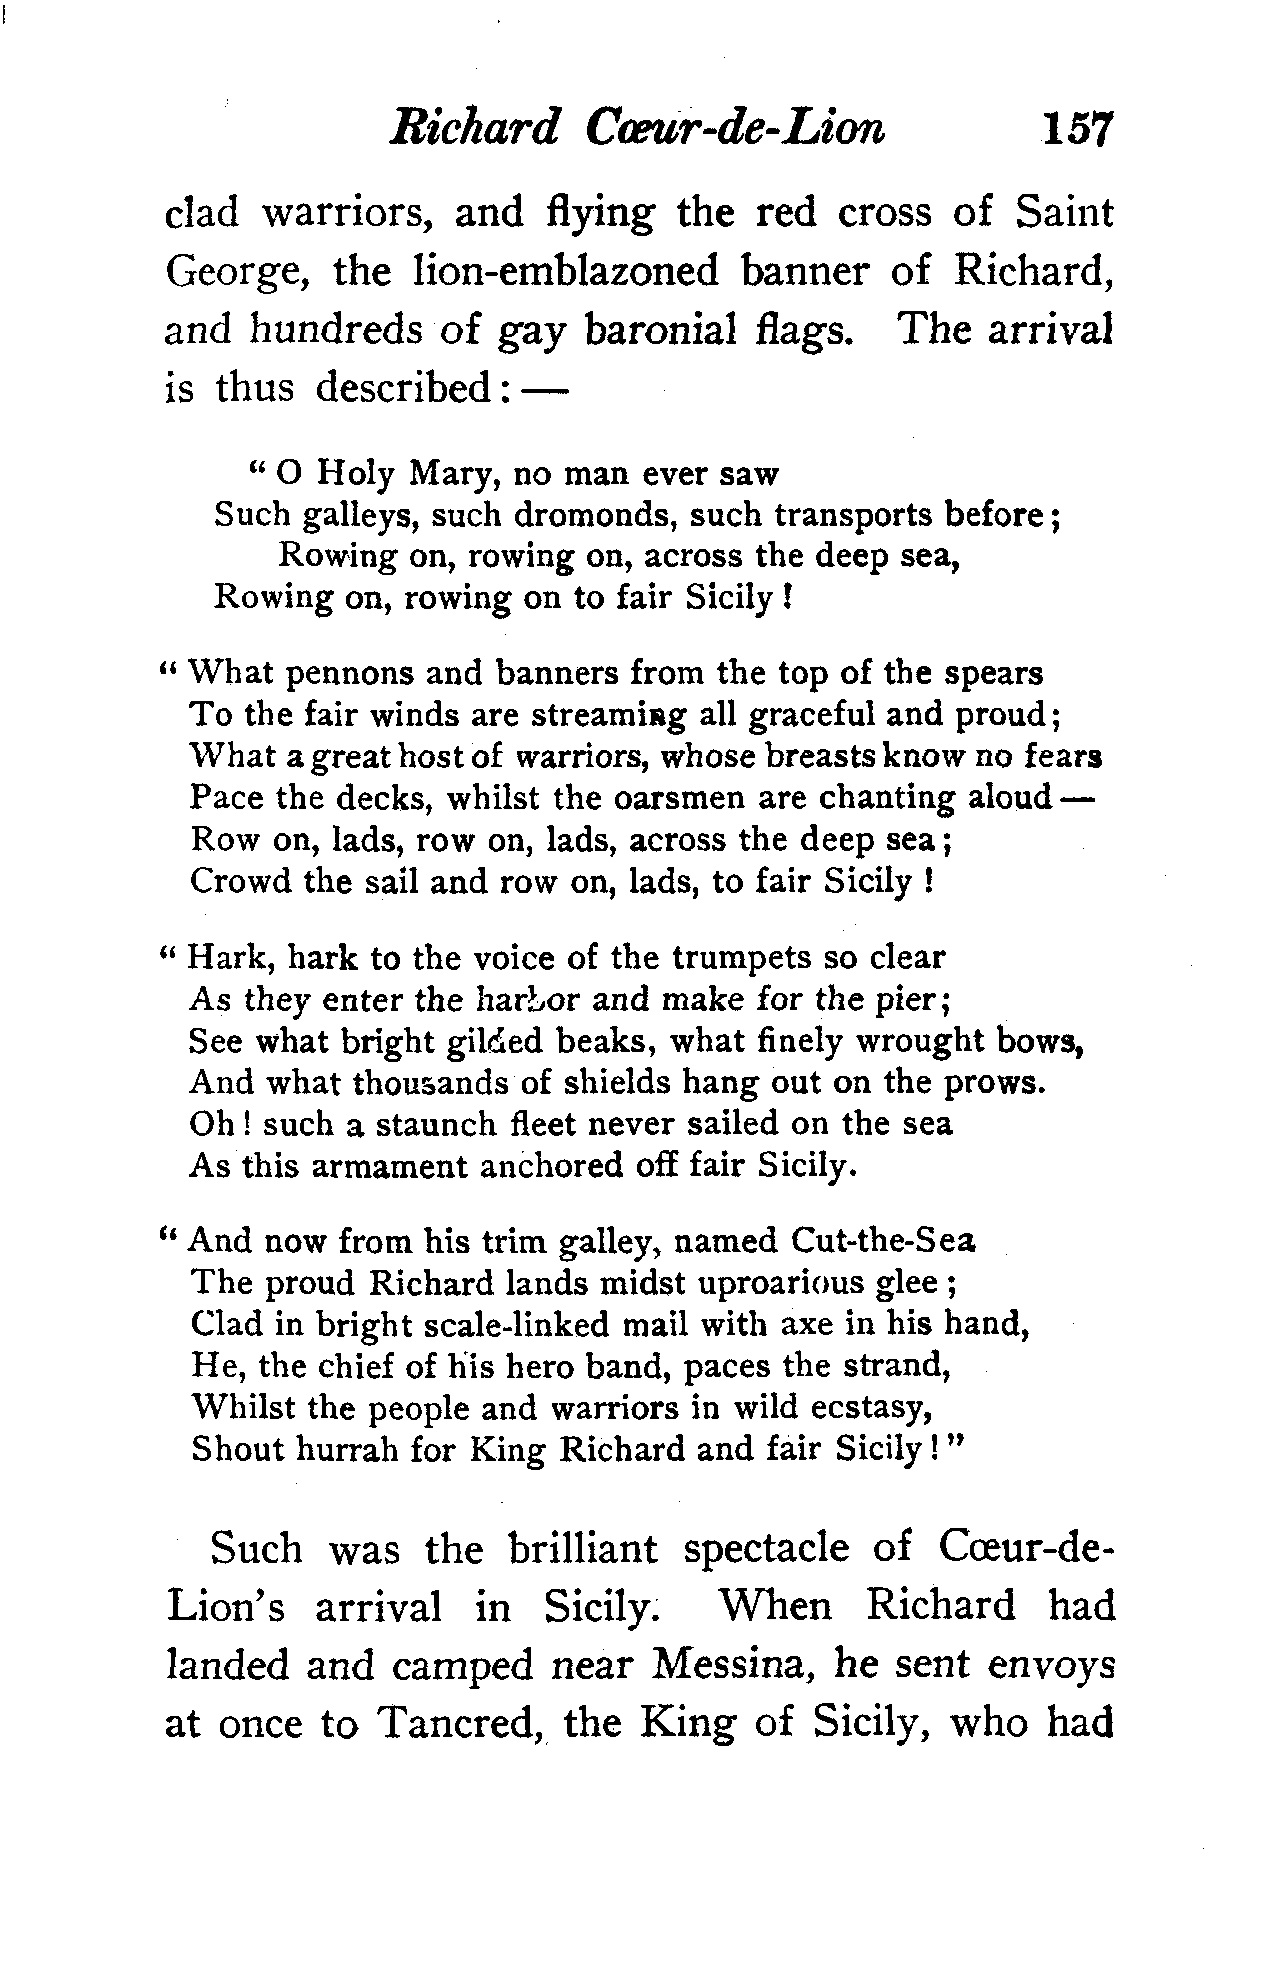 Richard Cœur-de-Lion 157
clad warriors, and flying the red cross of Saint
George, the lion-emblazoned banner of Richard,
and hundreds of gay baronial flags. The arrival
is thus described : —
“ O Holy Mary, no man ever saw
Such galleys, such dromonds, such transports before ;
Rowing on, rowing on, across the deep sea,
Rowing on, rowing on to fair Sicily !
“ What pennons and banners from the top of the spears
To the fair winds are streaming all graceful and proud ;
What a great host of warriors, whose breasts know no fears
Pace the decks, whilst the oarsmen are chanting aloud —
Row on, lads, row on, lads, across the deep sea ;
Crowd the sail and row on, lads, to fair Sicily !
“ Hark, hark to the voice of the trumpets so clear
As they enter the harbor and make for the pier ;
See what bright gilded beaks, what finely wrought bows,
And what thousands of shields hang out on the prows.
Oh ! such a staunch fleet never sailed on the sea
As this armament anchored off fair Sicily.
“ And now from his trim galley, named Cut-the-Sea
The proud Richard lands midst uproarious glee ;
Clad in bright scale-linked mail with axe in his hand,
He, the chief of his hero band, paces the strand,
Whilst the people and warriors in wild ecstasy,
Shout hurrah for King Richard and fair Sicily ! ”
Such was the brilliant spectacle of Cœur-de-
Lion's arrival in Sicily. When Richard had
landed and camped near Messina, he sent envoys
at once to Tancred, the King of Sicily, who had